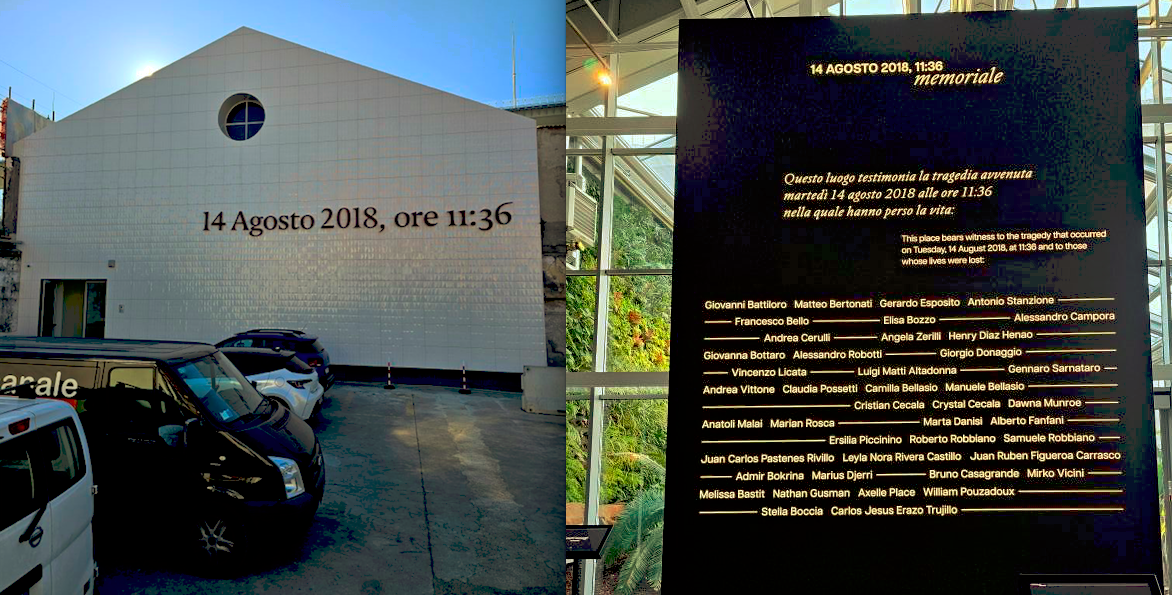 14 Agosto 2018, ore 11:36
anale
14 AGOSTO 2018, 11:36
memoriale
Questo luogo testimonia la tragedia avvenuta
martedì 14 agosto 2018 alle ore 11:36
nella quale hanno perso la vita:
This place bears witness to the tragedy that occurred
on Tuesday, 14 August 2018, at 11:36 and to those
whose lives were lost:
Giovanni Battiloro Matteo Bertonati Gerardo Esposito Antonio Stanzione
Francesco Bello Elisa Bozzo Alessandro Campora
Andrea Cerulli Angela Zerilli Henry Diaz Henao
Giovanna Bottaro Alessandro Robotti Giorgio Donaggio
Vincenzo Licata Luigi Matti Altadonna Gennaro Sarnataro
Andrea Vittone Claudia Possetti Camilla Bellasio Manuele Bellasio
Cristian Cecala Crystal Cecala Dawna Munroe
Anatoli Malai Marian Rosca Marta Danisi Alberto Fanfani
Ersilia Piccinino Roberto Robbiano Samuele Robbiano
Juan Carlos Pastenes Rivillo Leyla Nora Rivera Castillo Juan Ruben Figueroa Carrasco
Admir Bokrina Marius Djerri Bruno Casagrande Mirko Vicini
Melissa Bastit Nathan Gusman Axelle Place William Pouzadoux
Stella Boccia Carlos Jesus Erazo Trujillo